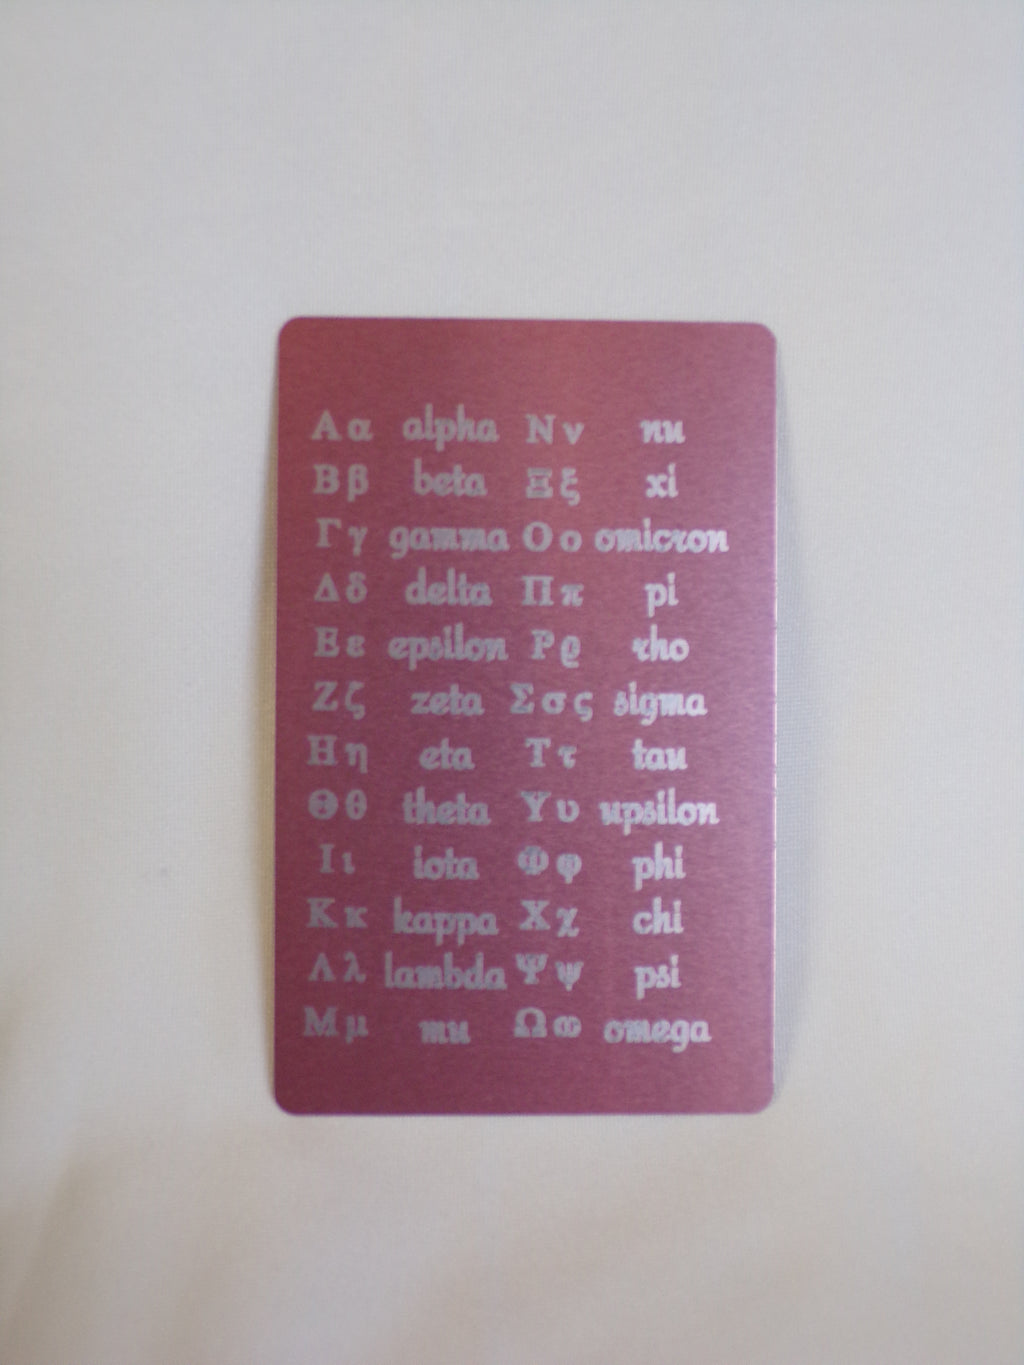 Α α alpha Ν ν nu
Β β beta Ξ ξ xi
Γ γ gamma Ο ο omicron
Δ δ delta Π π pi
Ε ε epsilon Ρ ϱ rho
Ζ ζ zeta Σ σ ς sigma
Η η eta Τ τ tau
Θ θ theta Υ υ upsilon
Ι ι iota Φ φ phi
Κ κ kappa Χ χ chi
Λ λ lambda Ψ ψ psi
Μ μ mu Ω ω omega